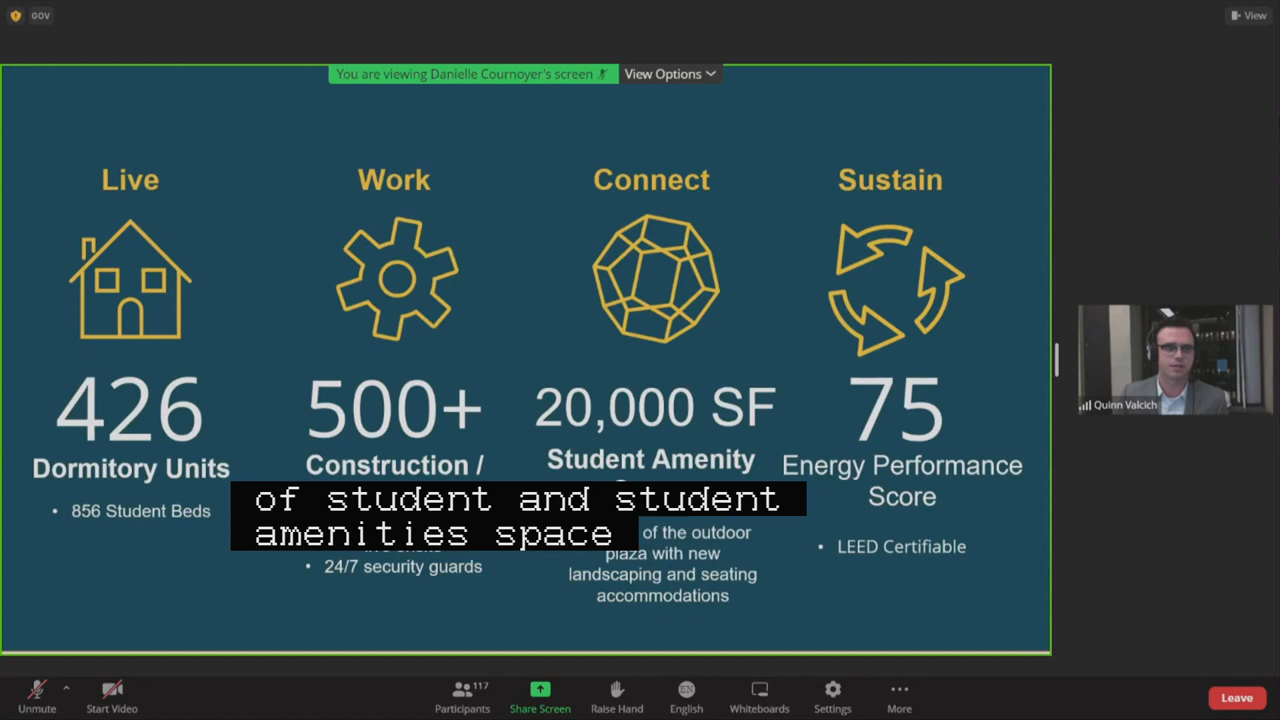 GOV
View
You are viewing Danielle Cournoyer's screen
View Options
Live
Work
Connect
Sustain
426
500+
20,000 SF
75
Dormitory Units
Construction /
Student Amenity
Energy Performance
Score
• 856 Student Beds
of student and student
amenities space
of the outdoor
plaza with new
landscaping and seating
accommodations
• 24/7 security guards
• LEED Certifiable
Quinn Valcich
Unmute
Start Video
117
Participants
Share Screen
Raise Hand
EN
English
Whiteboards
Settings
More
Leave